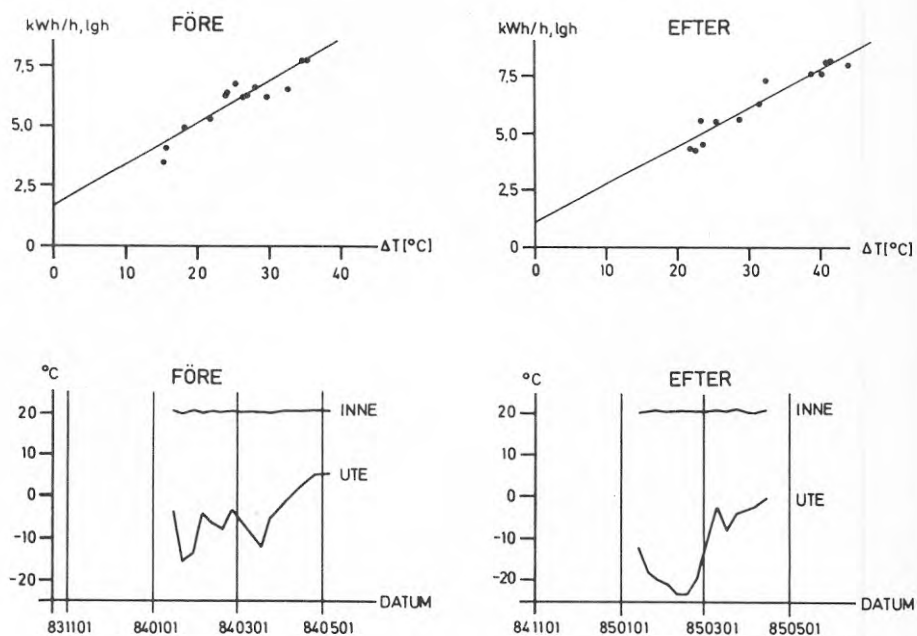 kWh/h, lgh
FÖRE
7,5
5,0
2,5
0
0 10 20 30 40
ΔT[°C]
kWh/h, lgh
EFTER
7,5
5,0
2,5
0
0 10 20 30 40
ΔT[°C]
°C
FÖRE
20
10
0
-10
-20
INNE
UTE
DATUM
831101 840101 840301 840501
°C
EFTER
20
10
0
-10
-20
INNE
UTE
DATUM
841101 850101 850301 850501